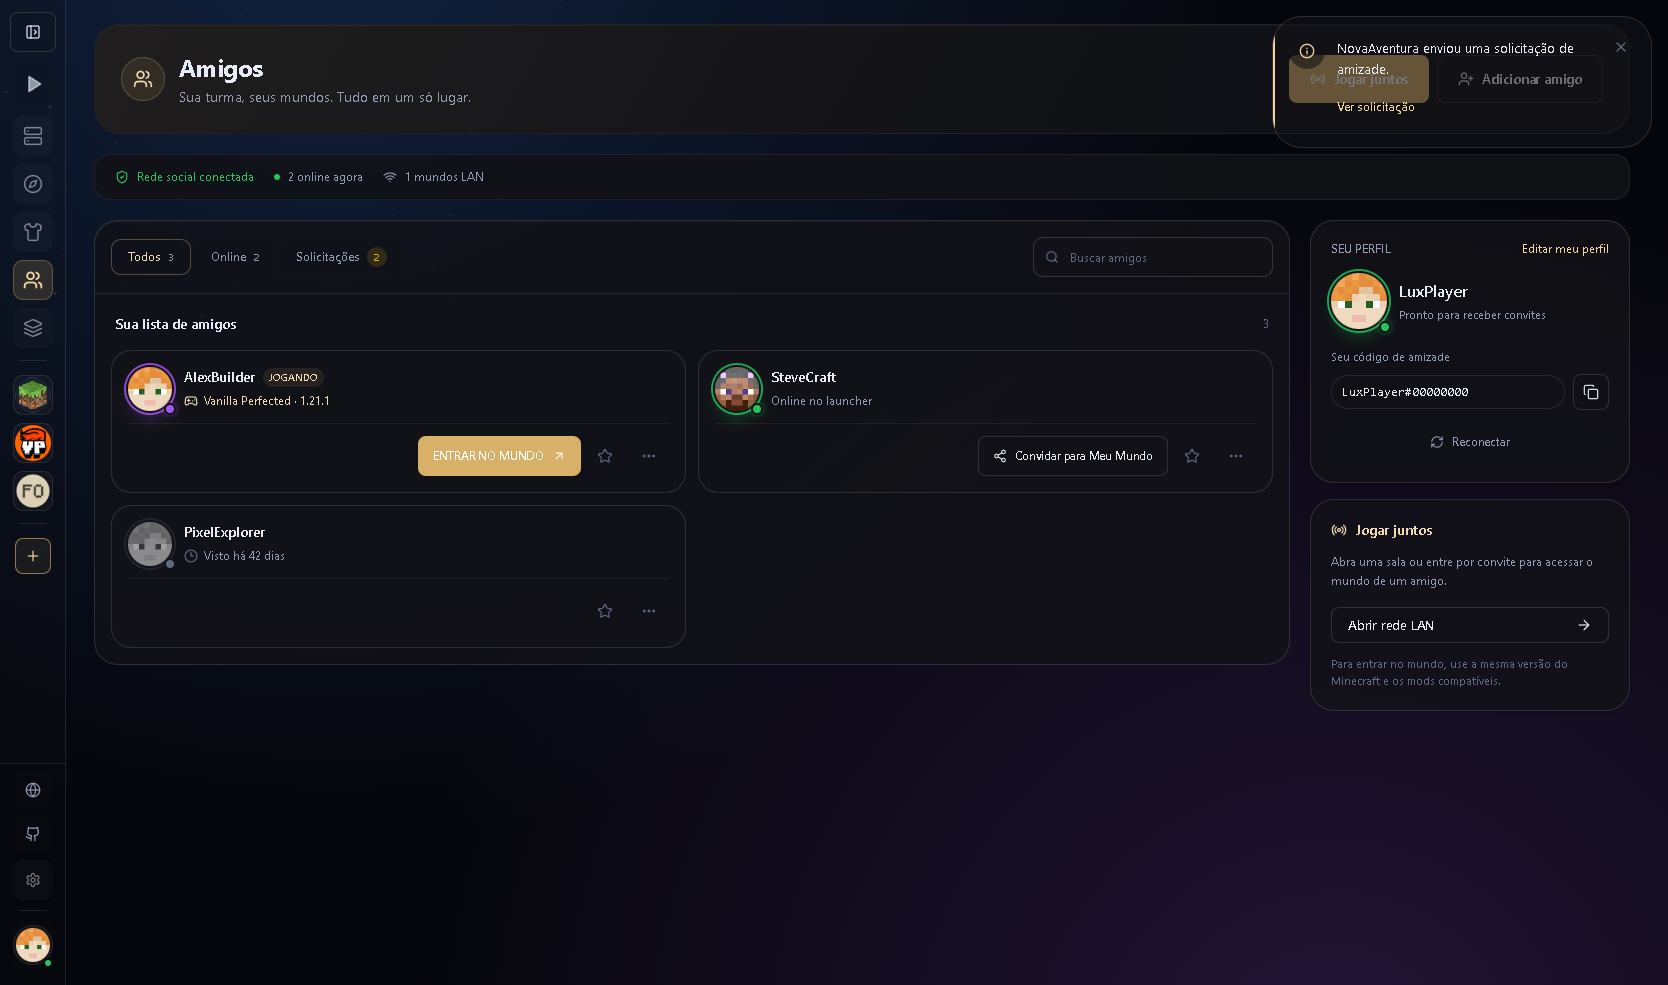 Amigos
Sua turma, seus mundos. Tudo em um só lugar.
Jogar juntos
Adicionar amigo
NovaAventura enviou uma solicitação de
amizade.
Ver solicitação
Rede social conectada
2 online agora
1 mundos LAN
Todos 3
Online 2
Solicitações 2
Buscar amigos
Sua lista de amigos
3
AlexBuilder JOGANDO
Vanilla Perfected · 1.21.1
ENTRAR NO MUNDO
SteveCraft
Online no launcher
Convidar para Meu Mundo
PixelExplorer
Visto há 42 dias
SEU PERFIL
Editar meu perfil
LuxPlayer
Pronto para receber convites
Seu código de amizade
LuxPlayer#00000000
Reconectar
Jogar juntos
Abra uma sala ou entre por convite para acessar o
mundo de um amigo.
Abrir rede LAN
Para entrar no mundo, use a mesma versão do
Minecraft e os mods compatíveis.
VP
FO